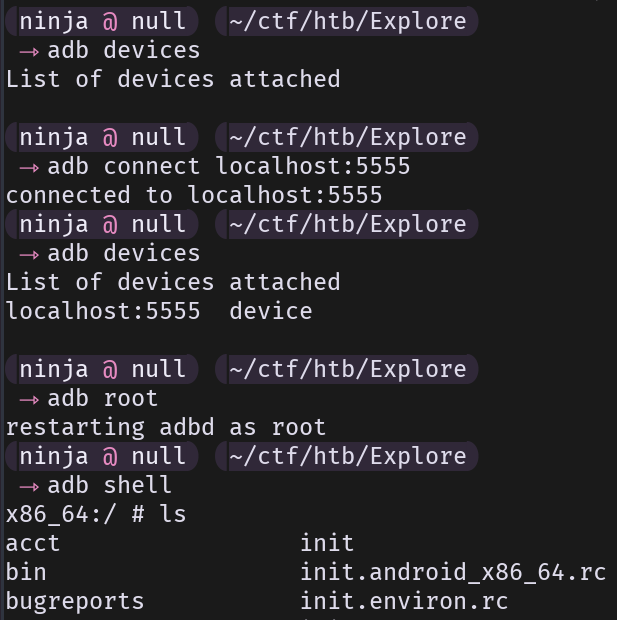 ninja @ null ~/ctf/htb/Explore
→ adb devices
List of devices attached
ninja @ null ~/ctf/htb/Explore
→ adb connect localhost:5555
connected to localhost:5555
ninja @ null ~/ctf/htb/Explore
→ adb devices
List of devices attached
localhost:5555 device
ninja @ null ~/ctf/htb/Explore
→ adb root
restarting adbd as root
ninja @ null ~/ctf/htb/Explore
→ adb shell
x86_64:/ # ls
acct init
bin init.android_x86_64.rc
bugreports init.environ.rc